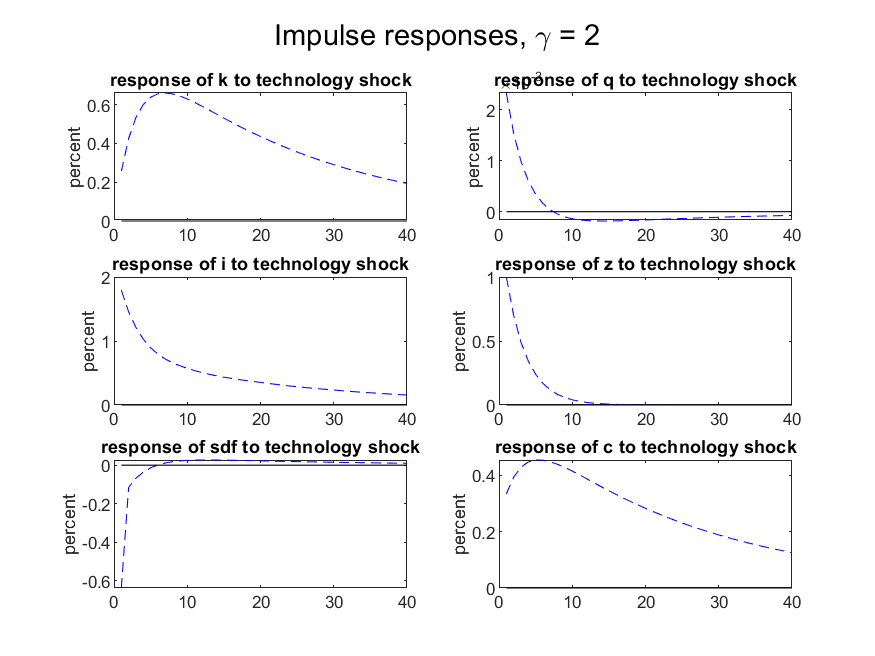 Impulse responses, γ = 2
response of k to technology shock
percent
0.6
0.4
0.2
0
0 10 20 30 40
response of q to technology shock
percent
2
1
0
0 10 20 30 40
response of i to technology shock
percent
2
1
0
0 10 20 30 40
response of z to technology shock
percent
1
0.5
0
0 10 20 30 40
response of sdf to technology shock
percent
0
-0.2
-0.4
-0.6
0 10 20 30 40
response of c to technology shock
percent
0.4
0.2
0
0 10 20 30 40